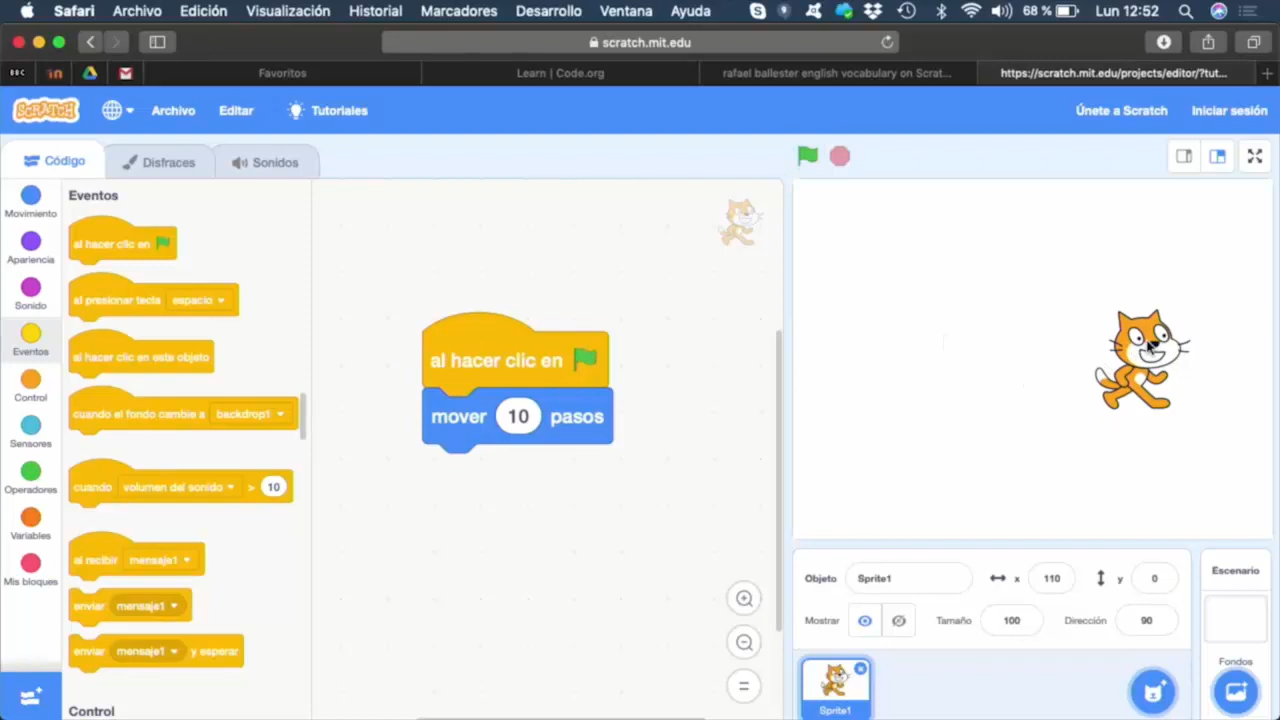 Safari Archivo Edición Visualización Historial Marcadores Desarrollo Ventana Ayuda 68 % Lun 12:52
scratch.mit.edu
BBC in Favoritos Learn | Code.org rafael ballester english vocabulary on Scrat... https://scratch.mit.edu/projects/editor/?tut...
SCRATCH Archivo Editar Tutoriales Únete a Scratch Iniciar sesión
Código Disfraces Sonidos
Movimiento
Apariencia
Sonido
Eventos
Control
Sensores
Operadores
Variables
Mis bloques
Eventos
al hacer clic en
al presionar tecla espacio
al hacer clic en este objeto
cuando el fondo cambie a backdrop1
cuando volumen del sonido > 10
al recibir mensaje1
enviar mensaje1
enviar mensaje1 y esperar
Control
al hacer clic en
mover 10 pasos
Objeto Sprite1 x 110 y 0
Mostrar Tamaño 100 Dirección 90
Sprite1
Escenario
Fondos